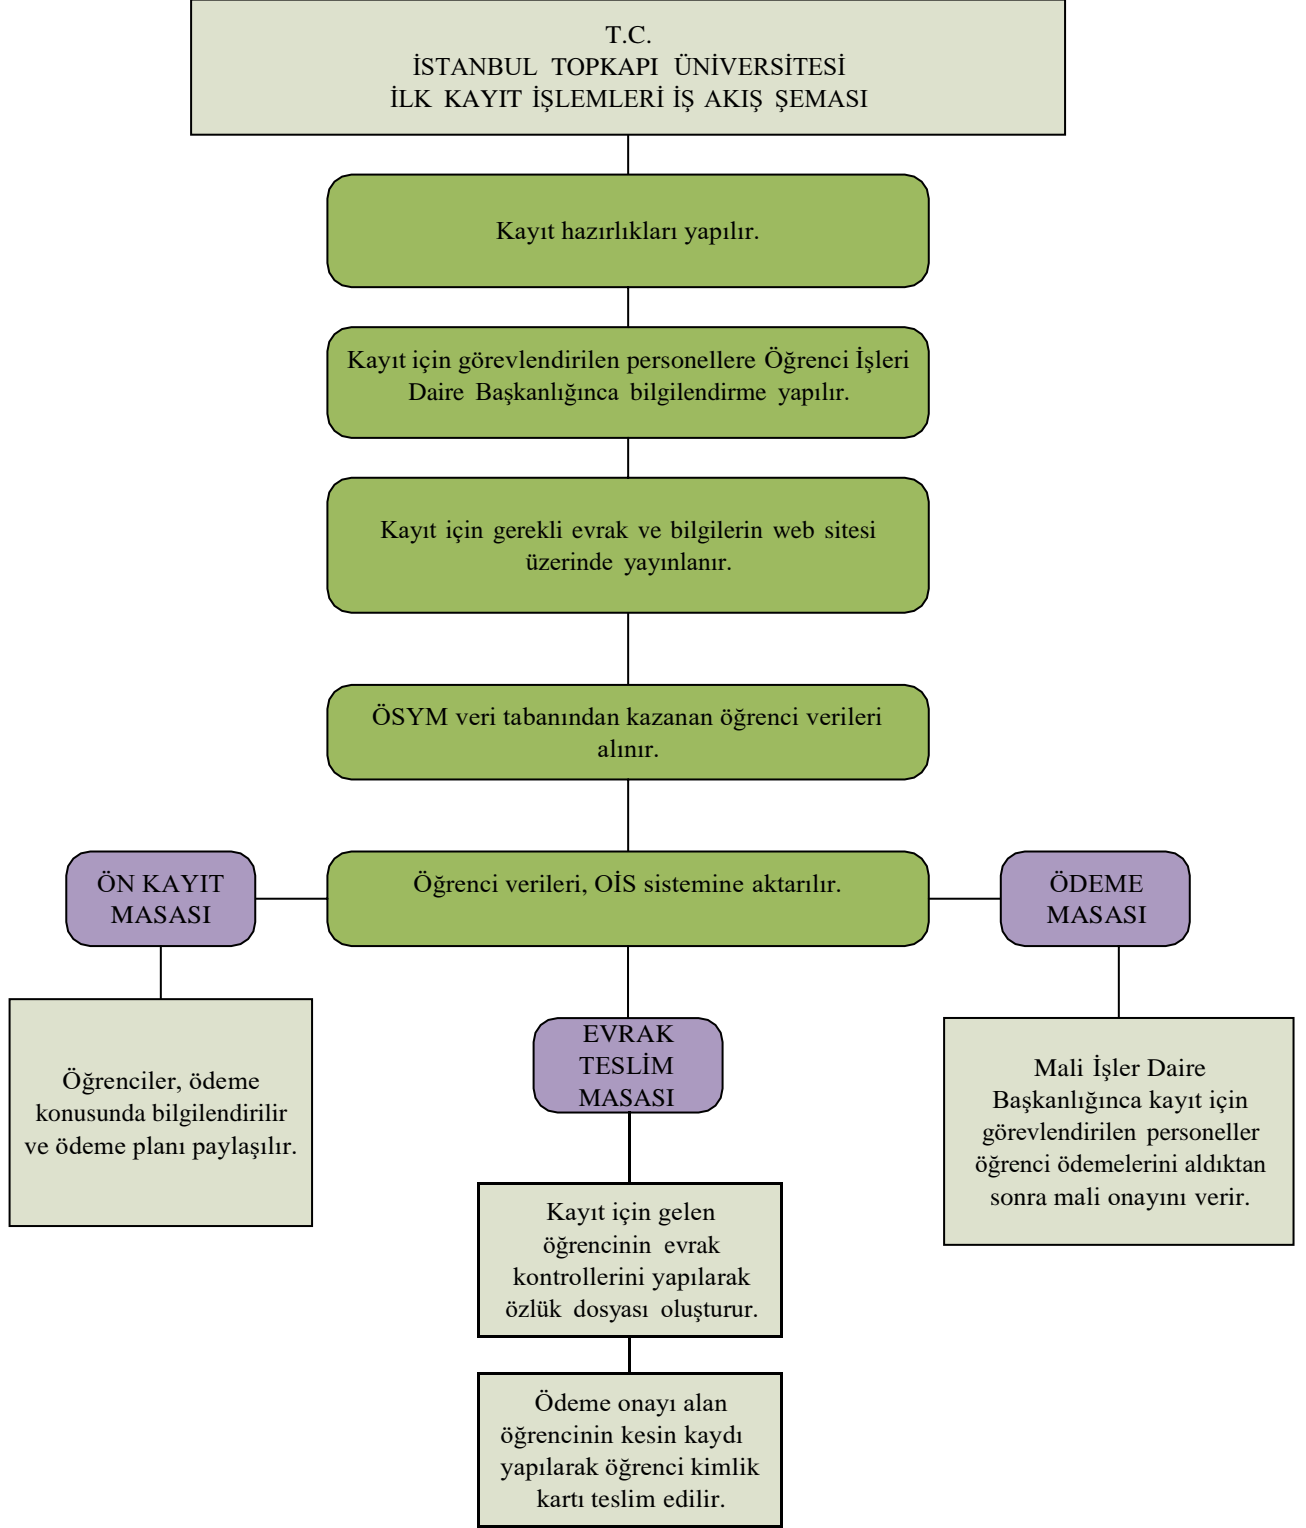 T.C.
İSTANBUL TOPKAPI ÜNİVERSİTESİ
İLK KAYIT İŞLEMLERİ İŞ AKIŞ ŞEMASI
Kayıt hazırlıkları yapılır.
Kayıt için görevlendirilen personellere Öğrenci İşleri
Daire Başkanlığınca bilgilendirme yapılır.
Kayıt için gerekli evrak ve bilgilerin web sitesi
üzerinde yayınlanır.
ÖSYM veri tabanından kazanan öğrenci verileri
alınır.
Öğrenci verileri, OİS sistemine aktarılır.
ÖN KAYIT
MASASI
Öğrenciler, ödeme
konusunda bilgilendirilir
ve ödeme planı paylaşılır.
EVRAK
TESLİM
MASASI
Kayıt için gelen
öğrencinin evrak
kontrollerini yapılarak
özlük dosyası oluşturur.
Ödeme onayı alan
öğrencinin kesin kaydı
yapılarak öğrenci kimlik
kartı teslim edilir.
ÖDEME
MASASI
Mali İşler Daire
Başkanlığınca kayıt için
görevlendirilen personeller
öğrenci ödemelerini aldıktan
sonra mali onayını verir.